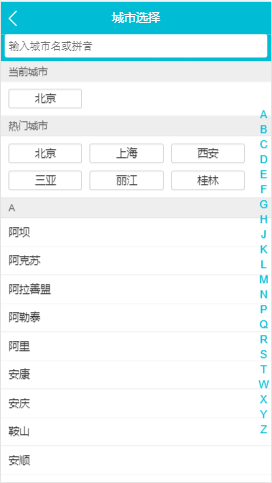 城市选择
输入城市名或拼音
当前城市
北京
热门城市
北京 上海 西安
三亚 丽江 桂林
A
阿坝
阿克苏
阿拉善盟
阿勒泰
阿里
安康
安庆
鞍山
安顺
A
B
C
D
E
F
G
H
J
K
L
M
N
P
Q
R
S
T
W
X
Y
Z